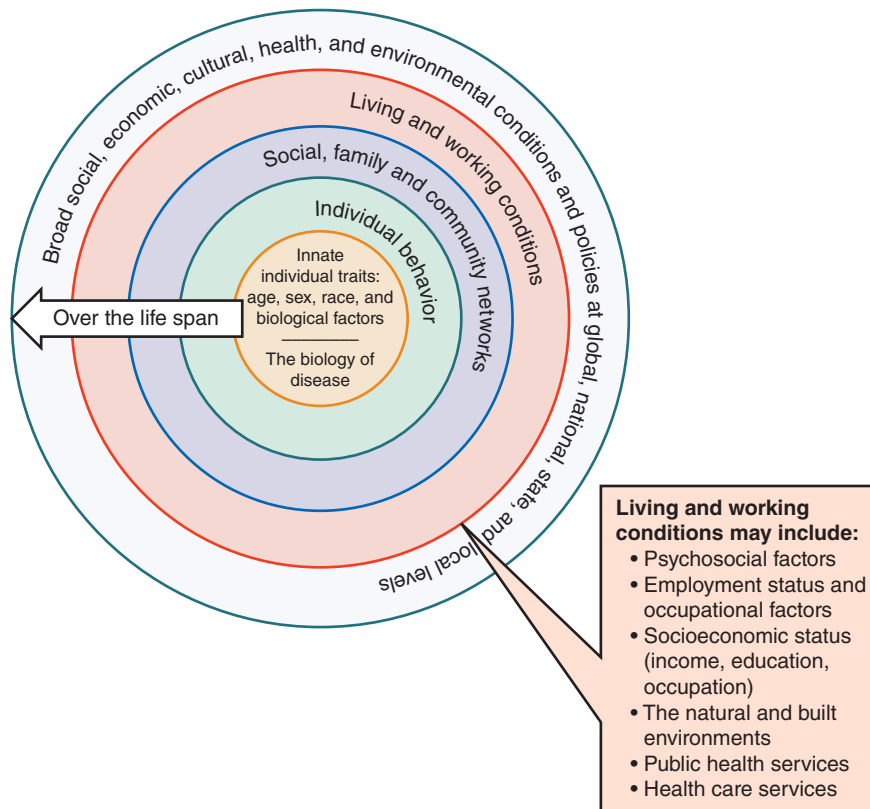 Broad social, economic, cultural, health, and environmental conditions and policies at global, national, state, and local levels
Living and working conditions
Social, family and community networks
Individual behavior
Innate
individual traits:
age, sex, race, and
biological factors
The biology of
disease
Over the life span
Living and working
conditions may include:
• Psychosocial factors
• Employment status and
occupational factors
• Socioeconomic status
(income, education,
occupation)
• The natural and built
environments
• Public health services
• Health care services